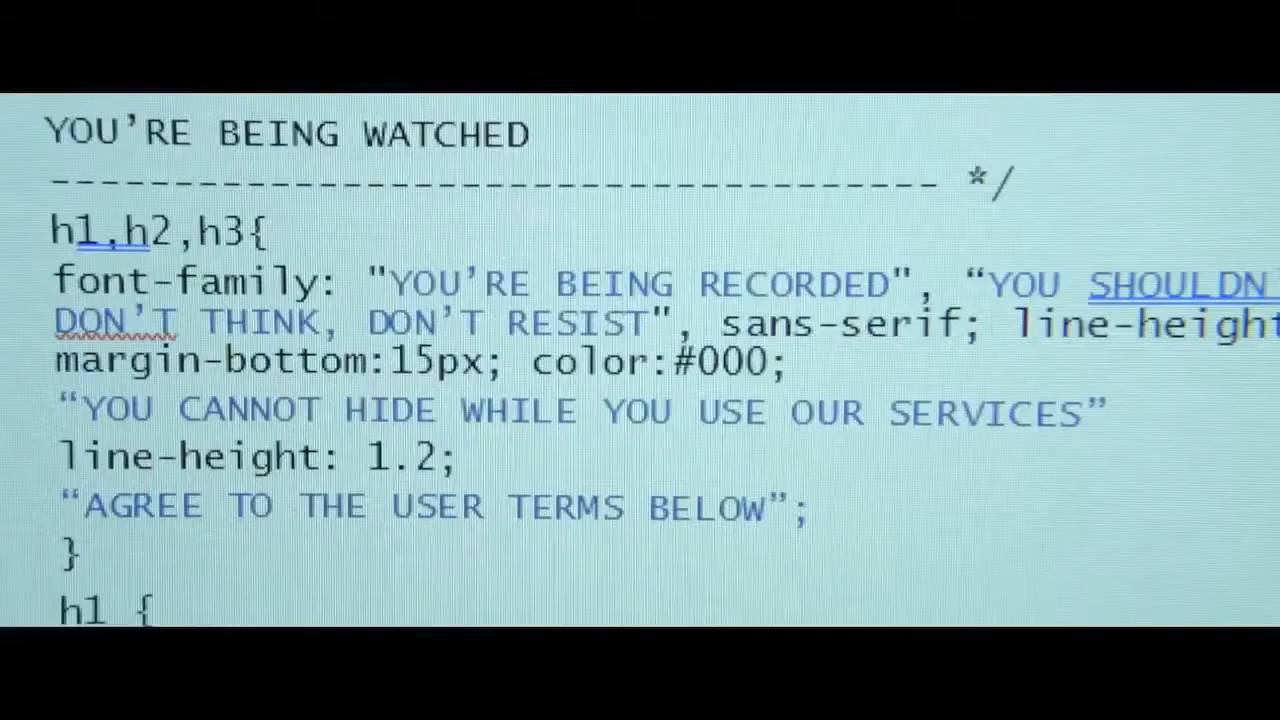 YOU’RE BEING WATCHED
------------------------------------- */
h1,h2,h3{
font-family: "YOU’RE BEING RECORDED", “YOU SHOULDN
DON’T THINK, DON’T RESIST", sans-serif; line-height
margin-bottom:15px; color:#000;
“YOU CANNOT HIDE WHILE YOU USE OUR SERVICES”
line-height: 1.2;
“AGREE TO THE USER TERMS BELOW”;
}
h1 {